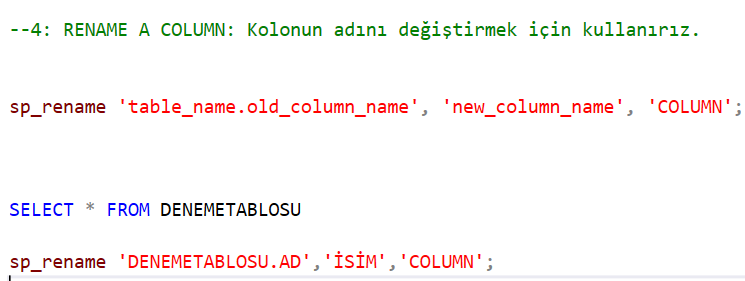 --4: RENAME A COLUMN: Kolonun adını değiştirmek için kullanırız.
sp_rename 'table_name.old_column_name', 'new_column_name', 'COLUMN';
SELECT * FROM DENEMETABLOSU
sp_rename 'DENEMETABLOSU.AD','İSİM','COLUMN';